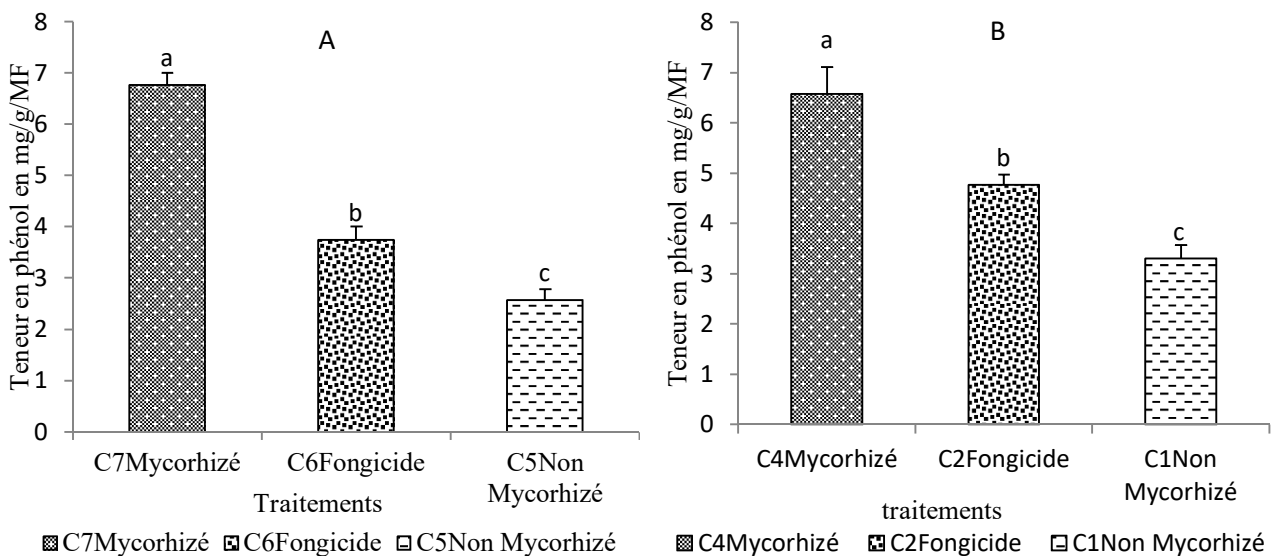 A
Teneur en phénol en mg/g/MF
8
7
6
5
4
3
2
1
0
a
b
c
C7Mycorhizé C6Fongicide C5Non
Mycorhizé
Traitements
C7Mycorhizé C6Fongicide C5Non Mycorhizé
B
Teneur en phénol en mg/g/MF
8
7
6
5
4
3
2
1
0
a
b
c
C4Mycorhizé C2Fongicide C1Non
Mycorhizé
traitements
C4Mycorhizé C2Fongicide C1Non Mycorhizé